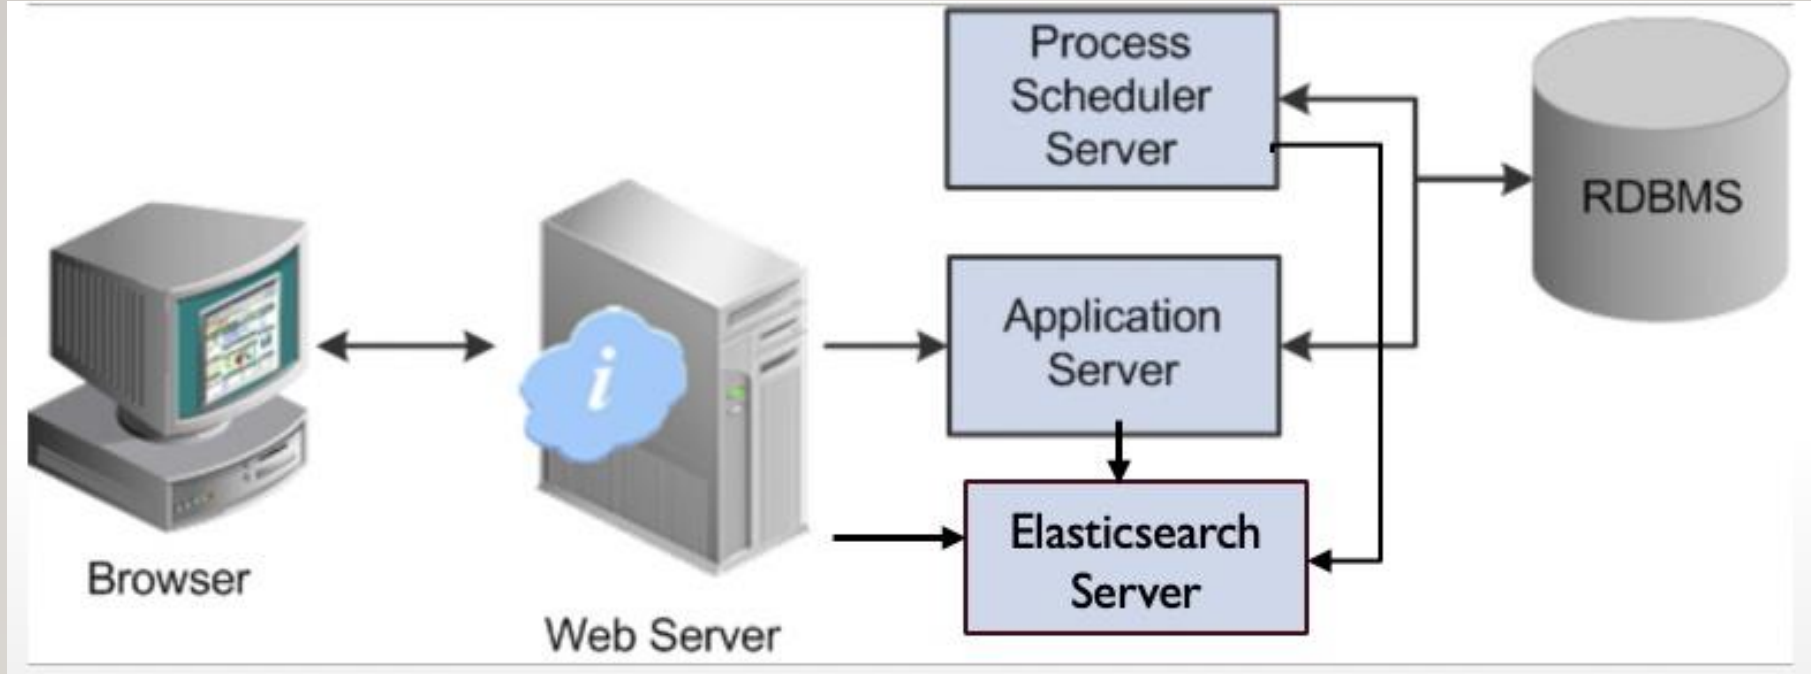 Process
Scheduler
Server
RDBMS
Application
Server
i
Elasticsearch
Server
Browser
Web Server